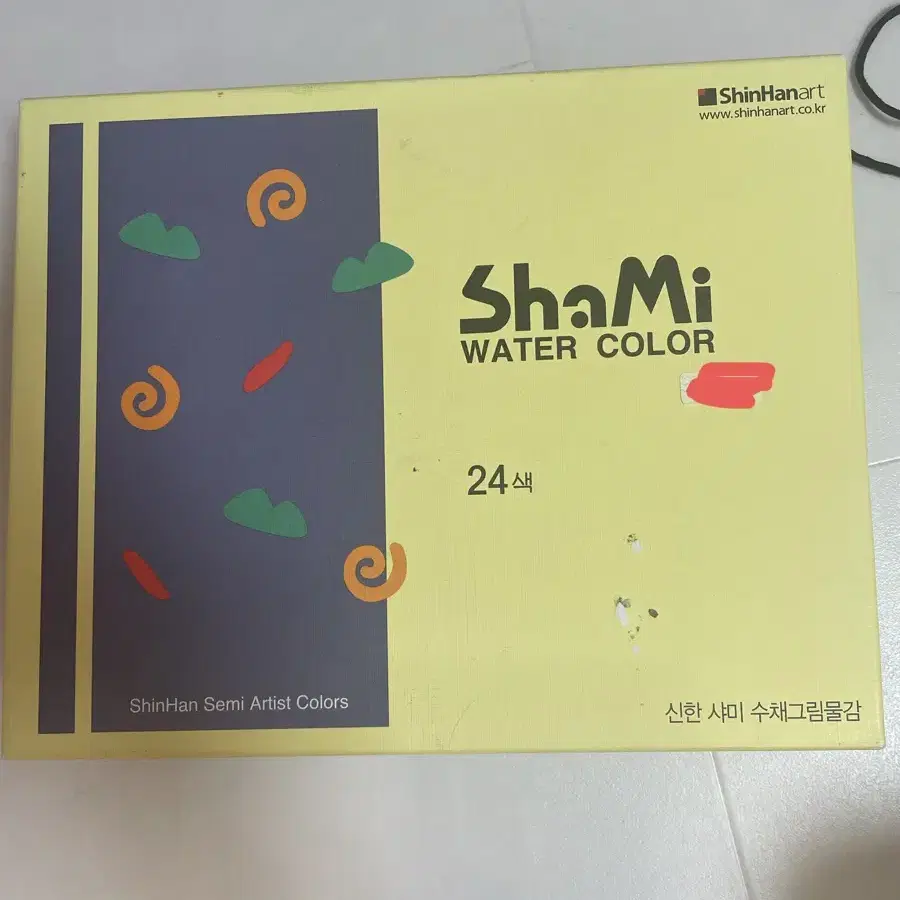 ShinHanart
www.shinhanart.co.kr
ShaMi
WATER COLOR
24색
ShinHan Semi Artist Colors
신한 샤미 수채그림물감